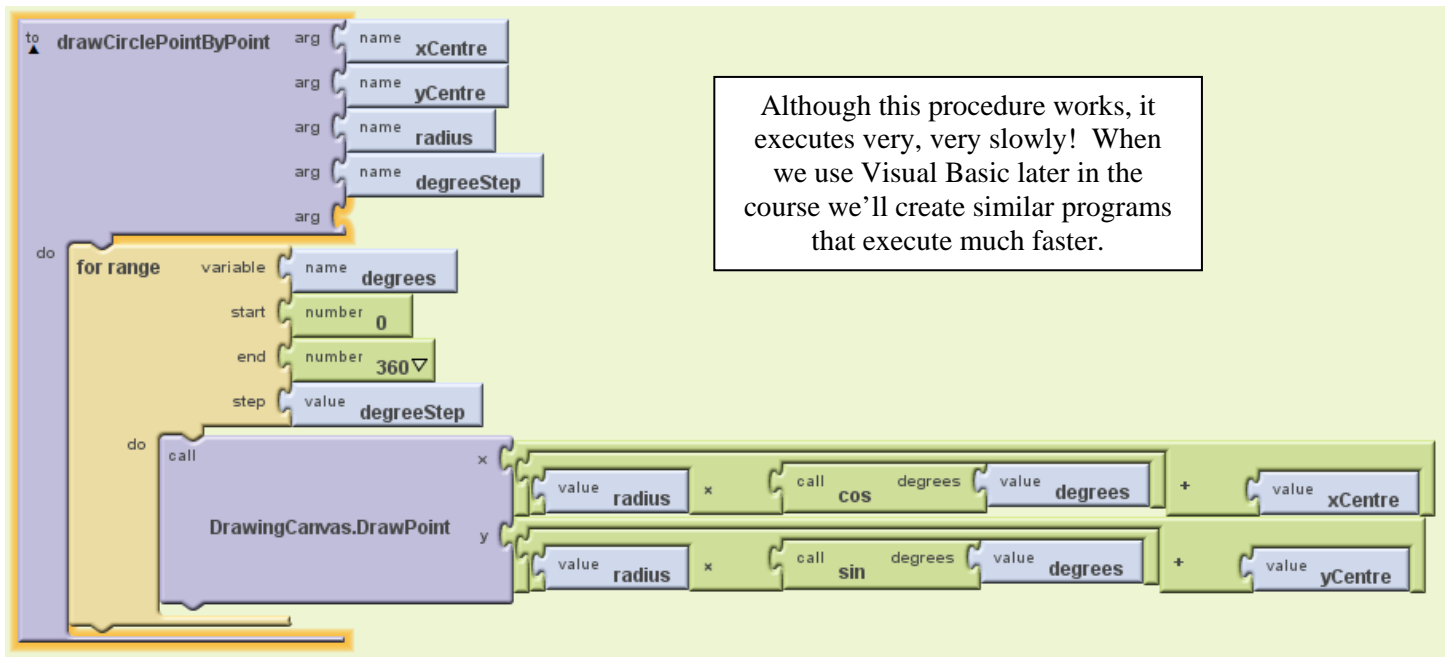 to drawCirclePointByPoint arg name xCentre
arg name yCentre
arg name radius
arg name degreeStep
arg
Although this procedure works, it
executes very, very slowly! When
we use Visual Basic later in the
course we’ll create similar programs
that execute much faster.
do for range variable name degrees
start number 0
end number 360
step value degreeStep
do call DrawingCanvas.DrawPoint
x value radius × call cos degrees value degrees + value xCentre
y value radius × call sin degrees value degrees + value yCentre